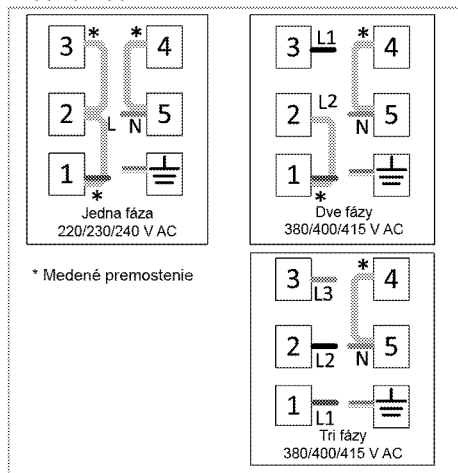 3 * * 4
2 L N 5
1 *
Jedna fáza
220/230/240 V AC
3 L1 * 4
2 L2 N 5
1 *
Dve fázy
380/400/415 V AC
* Medené premostenie
3 L3 * 4
2 L2 N 5
1 L1
Tri fázy
380/400/415 V AC